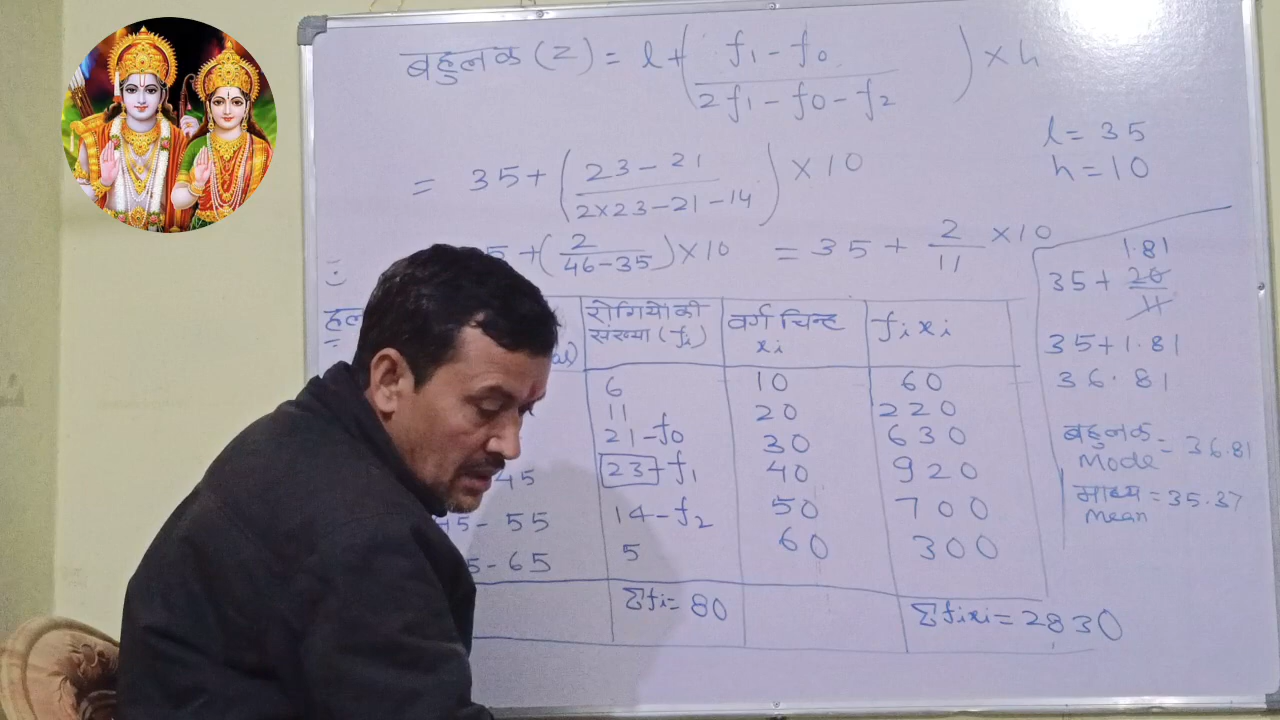 बहुलक (Z) = l + ( f₁ - f₀ / 2f₁ - f₀ - f₂ ) × h
l = 35
h = 10
= 35 + ( 23 - 21 / 2×23 - 21 - 14 ) × 10
5 + ( 2 / 46-35 ) × 10 = 35 + 2 / 11 × 10
1.81
35 + 20 / 11
35 + 1.81
36.81
बहुलक Mode = 36.81
माध्य Mean = 35.37
रोगियों की संख्या (fi) वर्ग चिन्ह xi fixi
6 10 60
11 20 220
21 - f₀ 30 630
45 23 - f₁ 40 920
45 - 55 14 - f₂ 50 700
5 - 65 5 60 300
Σfi = 80 Σfixi = 2830